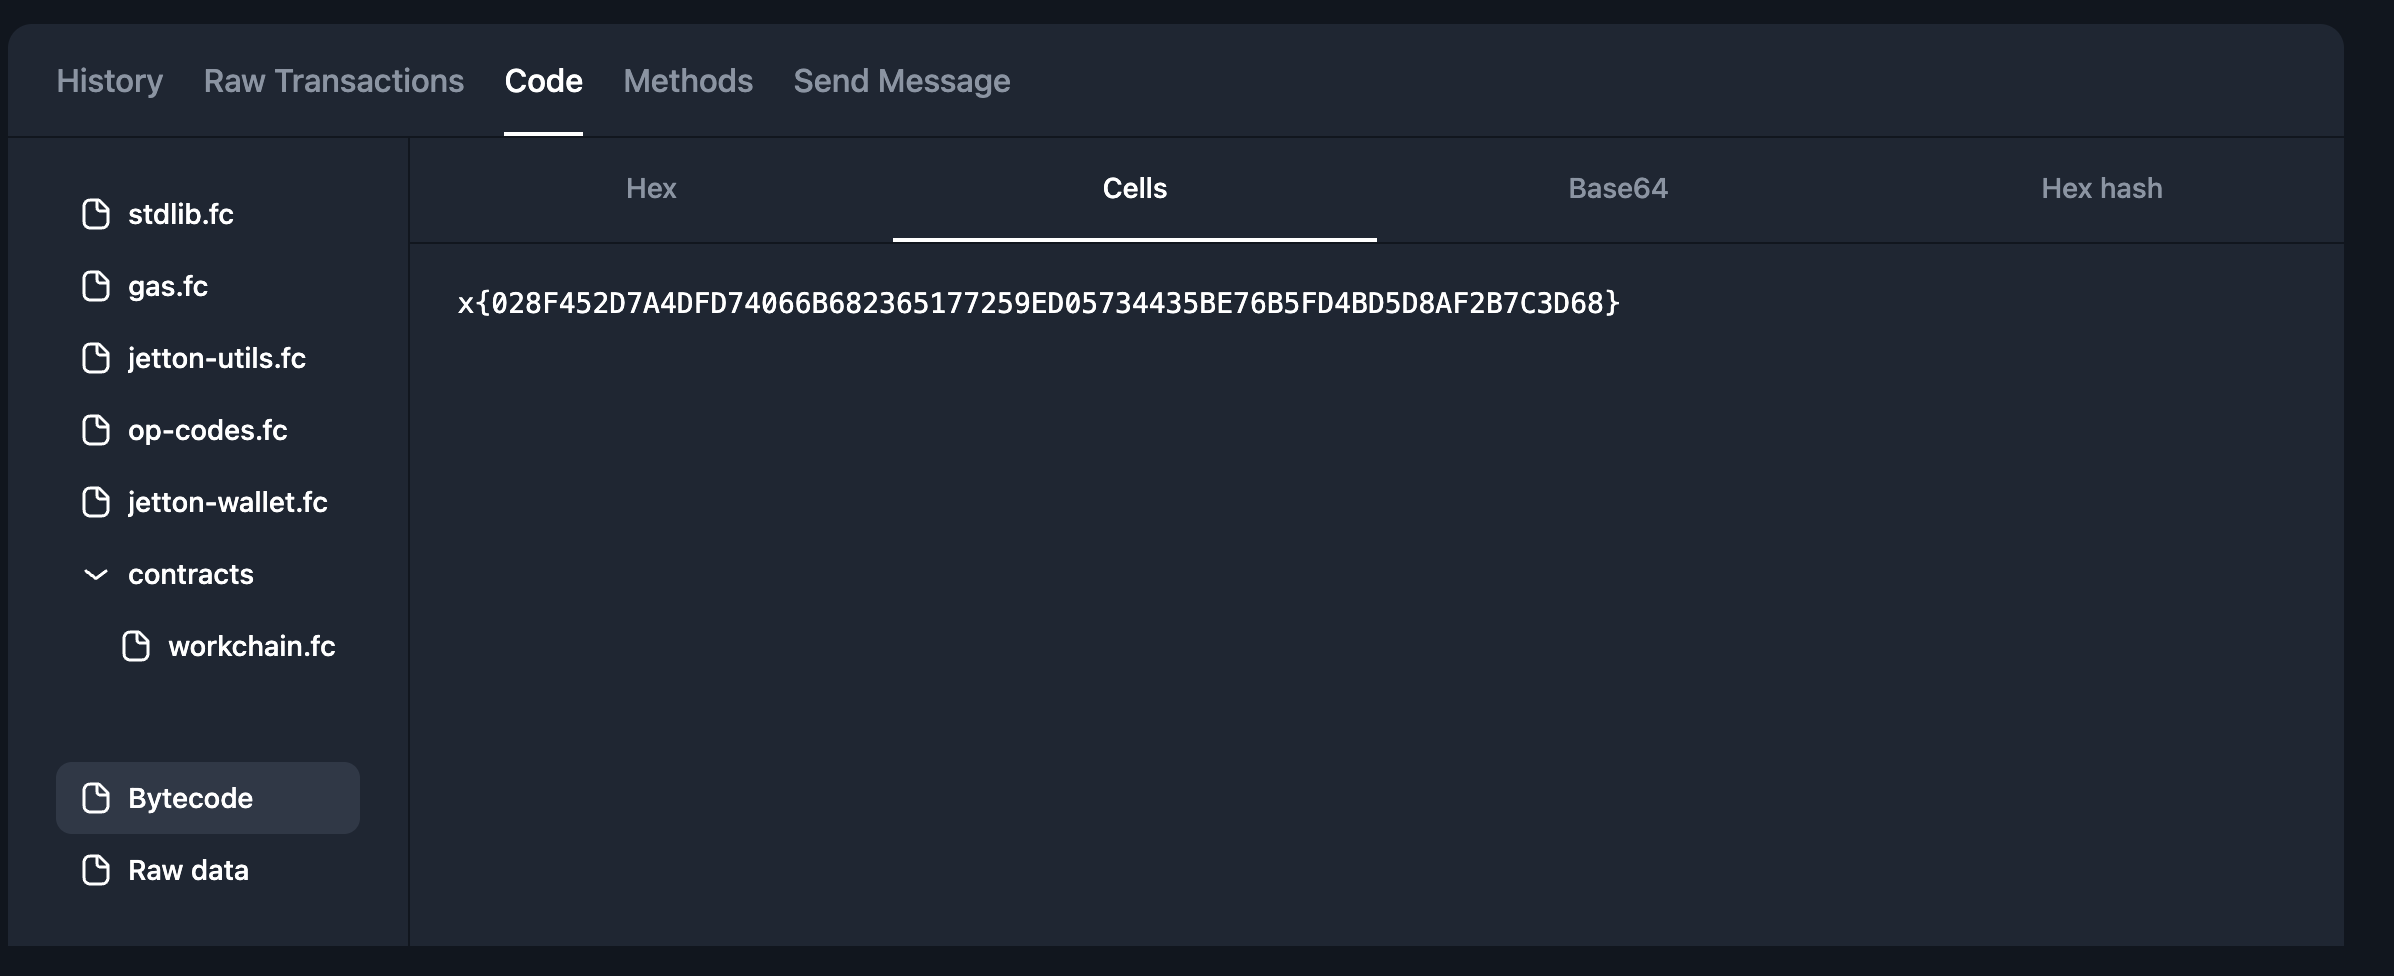 History Raw Transactions Code Methods Send Message
Hex Cells Base64 Hex hash
stdlib.fc
gas.fc
jetton-utils.fc
op-codes.fc
jetton-wallet.fc
contracts
workchain.fc
Bytecode
Raw data
x{028F452D7A4DFD74066B682365177259ED05734435BE76B5FD4BD5D8AF2B7C3D68}